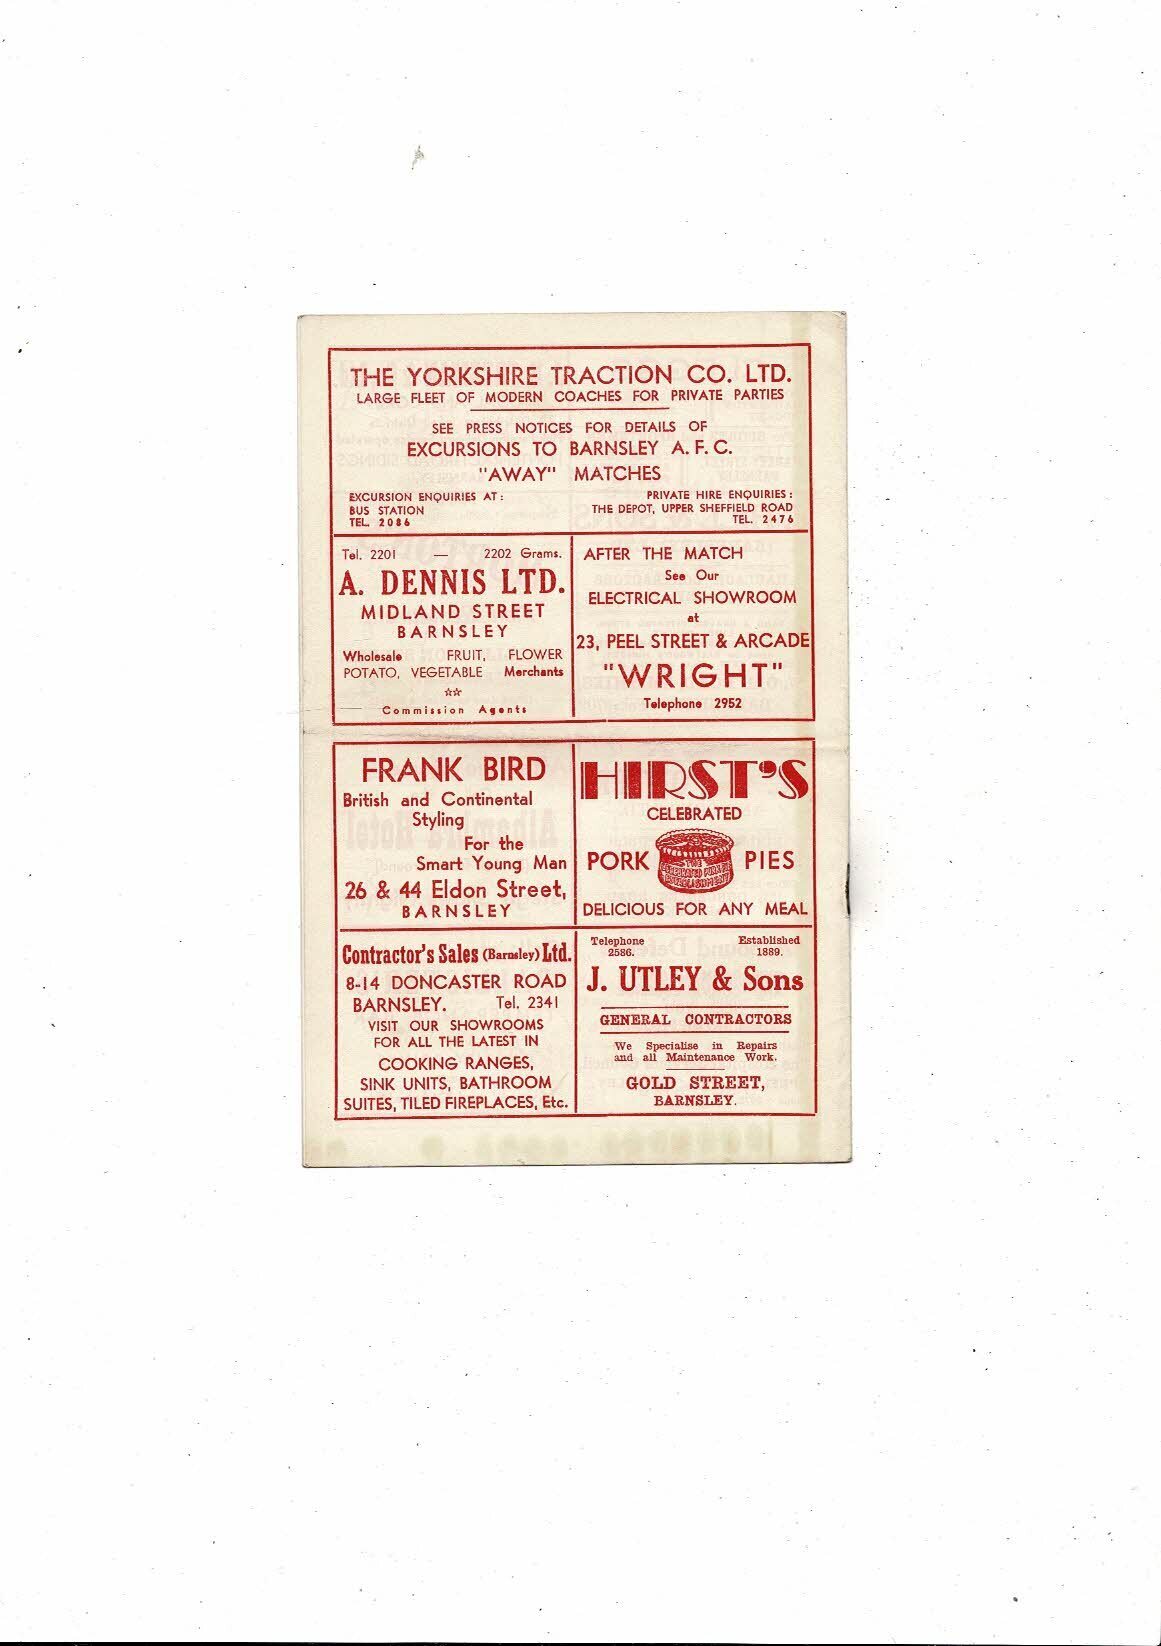 THE YORKSHIRE TRACTION CO. LTD.
LARGE FLEET OF MODERN COACHES FOR PRIVATE PARTIES
SEE PRESS NOTICES FOR DETAILS OF
EXCURSIONS TO BARNSLEY A. F. C.
"AWAY" MATCHES
EXCURSION ENQUIRIES AT :
BUS STATION
TEL. 2086
PRIVATE HIRE ENQUIRIES :
THE DEPOT, UPPER SHEFFIELD ROAD
TEL. 2476
Tel. 2201 — 2202 Grams.
A. DENNIS LTD.
MIDLAND STREET
BARNSLEY
Wholesale FRUIT, FLOWER
POTATO, VEGETABLE Merchants
☆☆
Commission Agents
AFTER THE MATCH
See Our
ELECTRICAL SHOWROOM
at
23, PEEL STREET & ARCADE
"WRIGHT"
Telephone 2952
FRANK BIRD
British and Continental
Styling
For the
Smart Young Man
26 & 44 Eldon Street,
BARNSLEY
HIRST'S
CELEBRATED
PORK PIES
THE
CELEBRATED PORK PIE
ESTABLISHMENT
DELICIOUS FOR ANY MEAL
Contractor's Sales (Barnsley) Ltd.
8-14 DONCASTER ROAD
BARNSLEY. Tel. 2341
VISIT OUR SHOWROOMS
FOR ALL THE LATEST IN
COOKING RANGES,
SINK UNITS, BATHROOM
SUITES, TILED FIREPLACES, Etc.
Telephone 2586.
Established 1889.
J. UTLEY & Sons
GENERAL CONTRACTORS
We Specialise in Repairs
and all Maintenance Work.
GOLD STREET,
BARNSLEY.